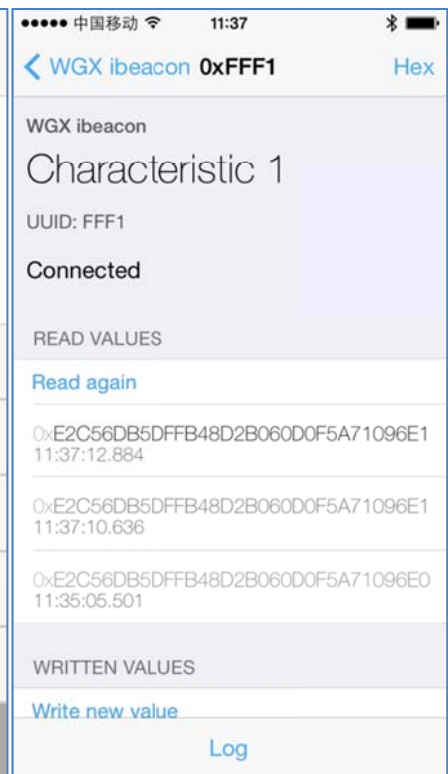 中国移动 11:37
WGX ibeacon 0xFFF1 Hex
WGX ibeacon
Characteristic 1
UUID: FFF1
Connected
READ VALUES
Read again
0xE2C56DB5DFFB48D2B060D0F5A71096E1
11:37:12.884
0xE2C56DB5DFFB48D2B060D0F5A71096E1
11:37:10.636
0xE2C56DB5DFFB48D2B060D0F5A71096E0
11:35:05.501
WRITTEN VALUES
Write new value
Log